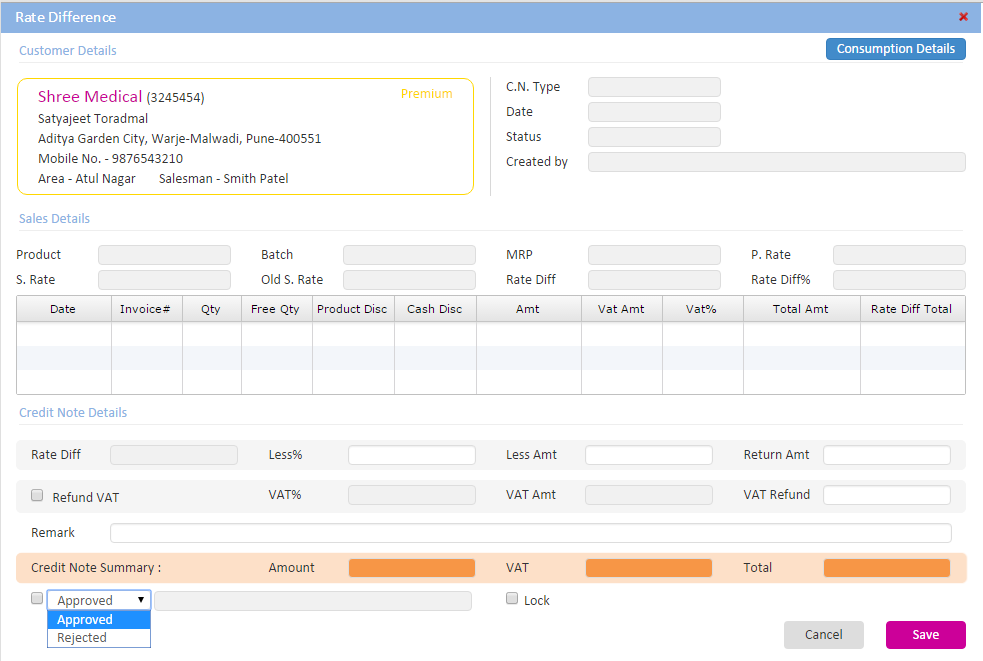 Rate Difference
Customer Details
Consumption Details
Shree Medical (3245454) Premium
Satyajeet Toradmal
Aditya Garden City, Warje-Malwadi, Pune-400551
Mobile No. - 9876543210
Area - Atul Nagar Salesman - Smith Patel
C.N. Type
Date
Status
Created by
Sales Details
Product Batch MRP P. Rate
S. Rate Old S. Rate Rate Diff Rate Diff%
Date Invoice# Qty Free Qty Product Disc Cash Disc Amt Vat Amt Vat% Total Amt Rate Diff Total
Credit Note Details
Rate Diff Less% Less Amt Return Amt
Refund VAT VAT% VAT Amt VAT Refund
Remark
Credit Note Summary : Amount VAT Total
Approved Lock
Approved
Rejected
Cancel Save